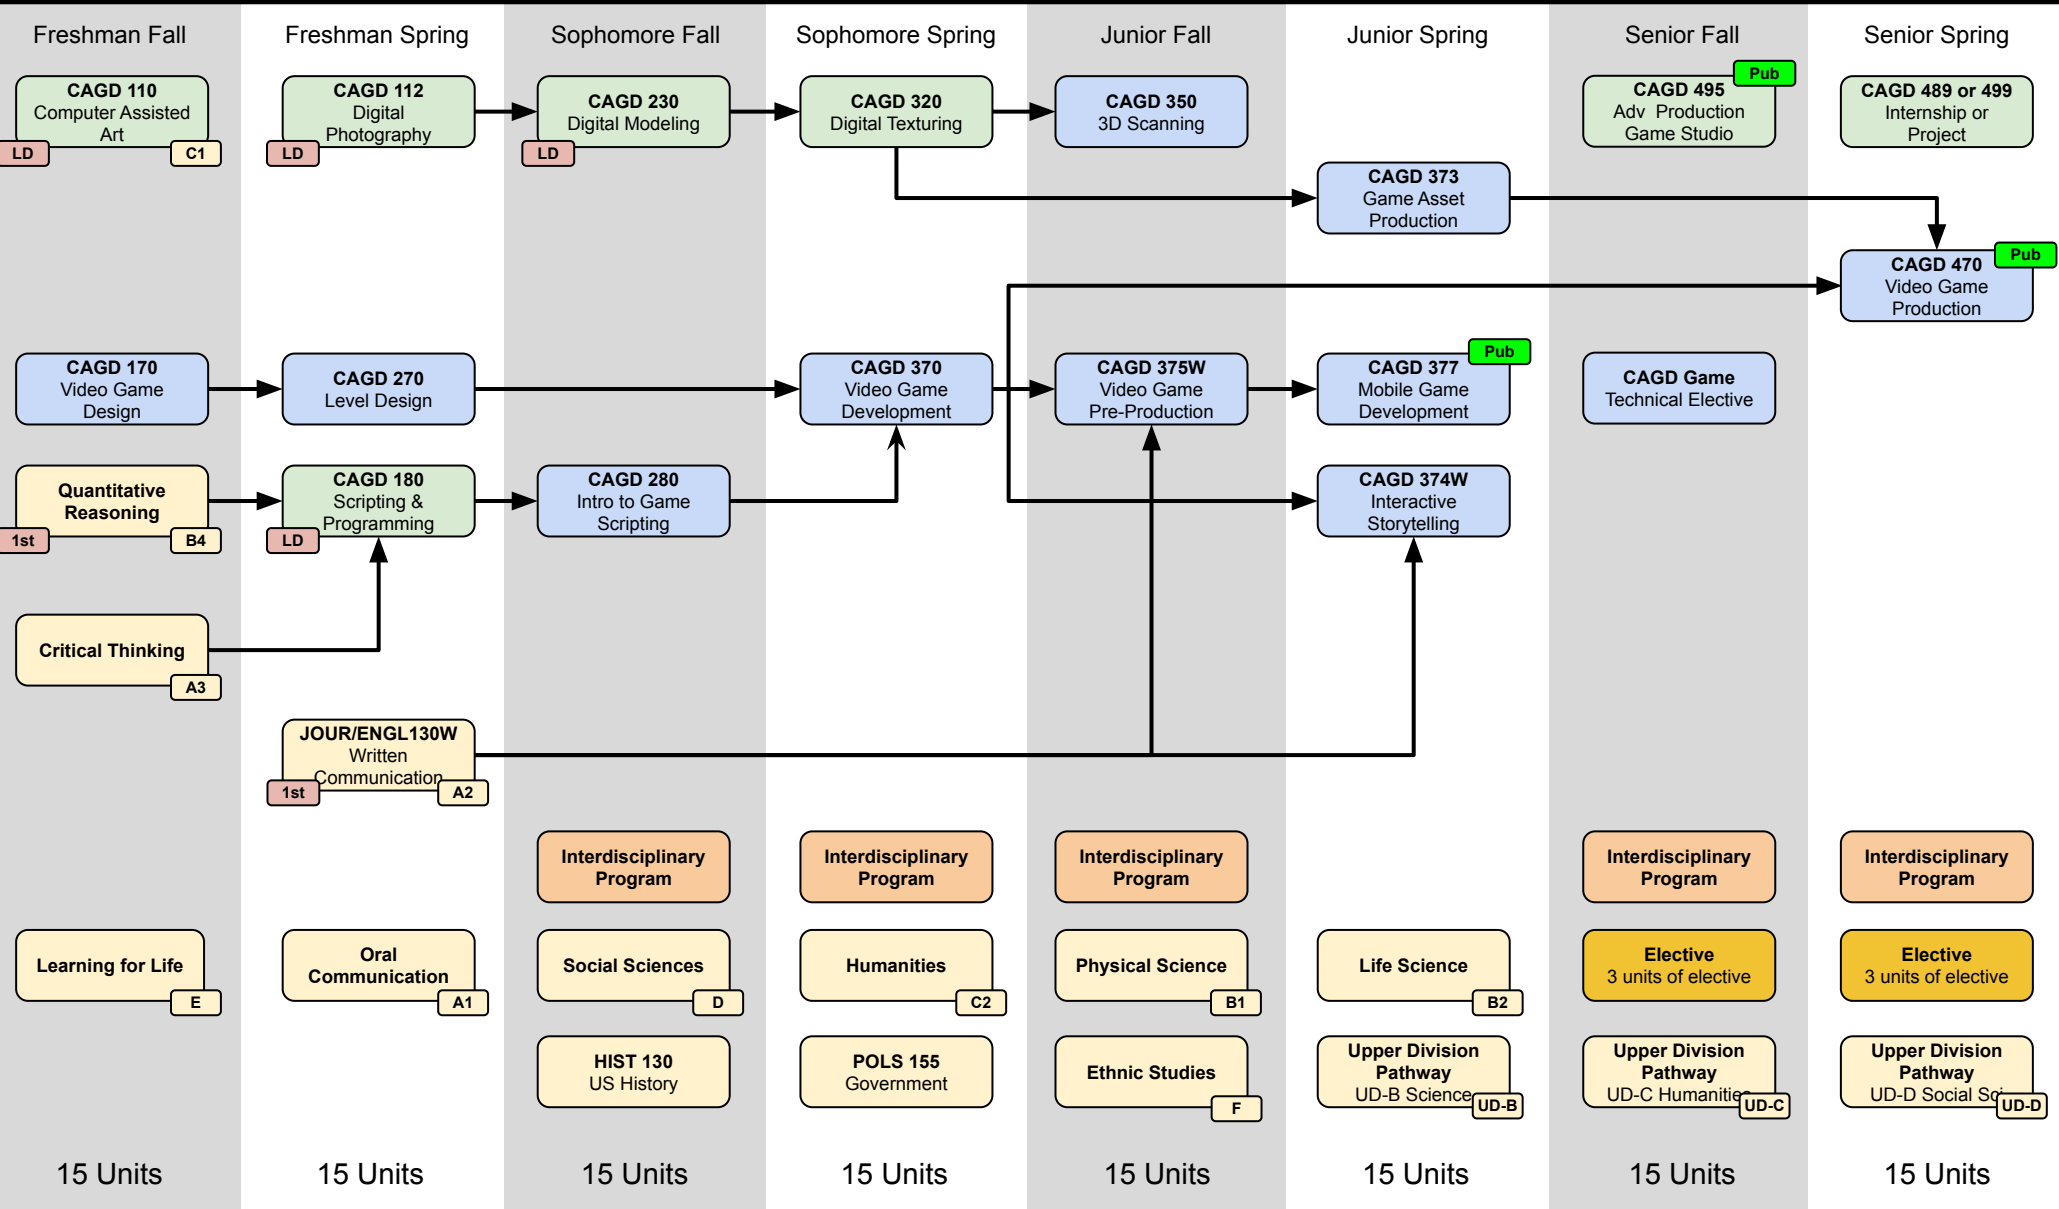 Freshman Fall
Freshman Spring
Sophomore Fall
Sophomore Spring
Junior Fall
Junior Spring
Senior Fall
Senior Spring
CAGD 110
Computer Assisted
Art
LD
C1
CAGD 112
Digital
Photography
LD
CAGD 230
Digital Modeling
LD
CAGD 320
Digital Texturing
CAGD 350
3D Scanning
Pub
CAGD 495
Adv Production
Game Studio
CAGD 489 or 499
Internship or
Project
CAGD 373
Game Asset
Production
Pub
CAGD 470
Video Game
Production
CAGD 170
Video Game
Design
CAGD 270
Level Design
CAGD 370
Video Game
Development
CAGD 375W
Video Game
Pre-Production
Pub
CAGD 377
Mobile Game
Development
CAGD Game
Technical Elective
Quantitative
Reasoning
1st
B4
CAGD 180
Scripting &
Programming
LD
CAGD 280
Intro to Game
Scripting
CAGD 374W
Interactive
Storytelling
Critical Thinking
A3
JOUR/ENGL130W
Written
Communication
1st
A2
Interdisciplinary
Program
Interdisciplinary
Program
Interdisciplinary
Program
Interdisciplinary
Program
Interdisciplinary
Program
Learning for Life
E
Oral
Communication
A1
Social Sciences
D
Humanities
C2
Physical Science
B1
Life Science
B2
Elective
3 units of elective
Elective
3 units of elective
HIST 130
US History
POLS 155
Government
Ethnic Studies
F
Upper Division
Pathway
UD-B Science
UD-B
Upper Division
Pathway
UD-C Humanities
UD-C
Upper Division
Pathway
UD-D Social Sci
UD-D
15 Units
15 Units
15 Units
15 Units
15 Units
15 Units
15 Units
15 Units